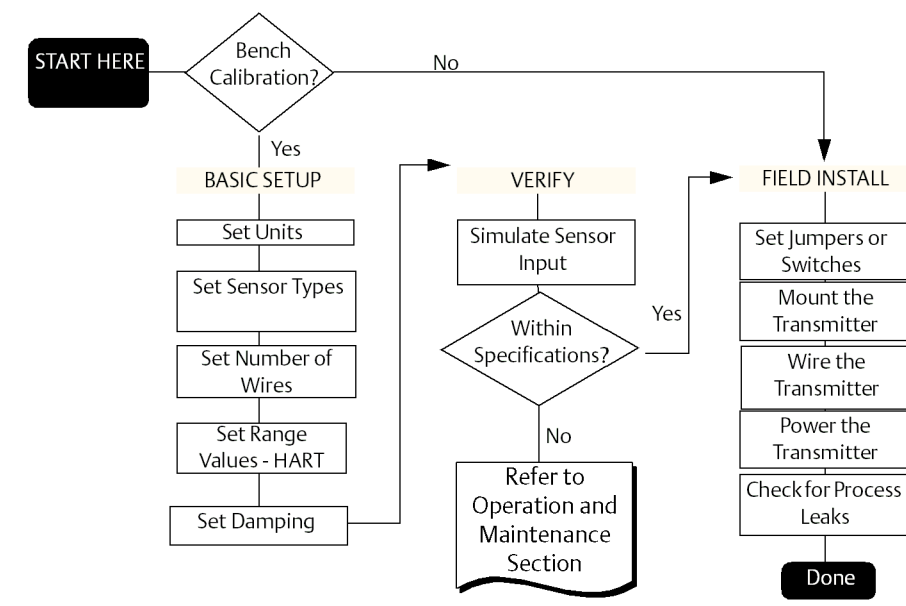 START HERE
Bench
Calibration?
No
Yes
BASIC SETUP
Set Units
Set Sensor Types
Set Number of
Wires
Set Range
Values - HART
Set Damping
VERIFY
Simulate Sensor
Input
Within
Specifications?
Yes
No
Refer to
Operation and
Maintenance
Section
FIELD INSTALL
Set Jumpers or
Switches
Mount the
Transmitter
Wire the
Transmitter
Power the
Transmitter
Check for Process
Leaks
Done